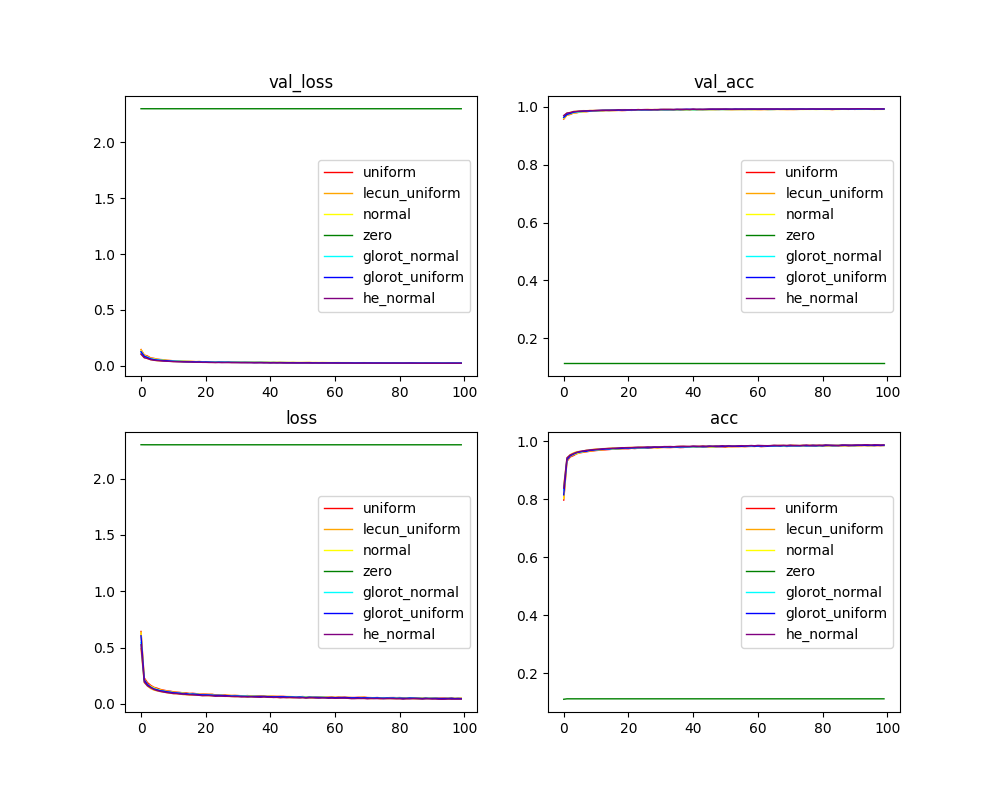 val_loss
2.0
1.5
1.0
0.5
0.0
0 20 40 60 80 100
uniform
lecun_uniform
normal
zero
glorot_normal
glorot_uniform
he_normal
val_acc
1.0
0.8
0.6
0.4
0.2
0 20 40 60 80 100
uniform
lecun_uniform
normal
zero
glorot_normal
glorot_uniform
he_normal
loss
2.0
1.5
1.0
0.5
0.0
0 20 40 60 80 100
uniform
lecun_uniform
normal
zero
glorot_normal
glorot_uniform
he_normal
acc
1.0
0.8
0.6
0.4
0.2
0 20 40 60 80 100
uniform
lecun_uniform
normal
zero
glorot_normal
glorot_uniform
he_normal